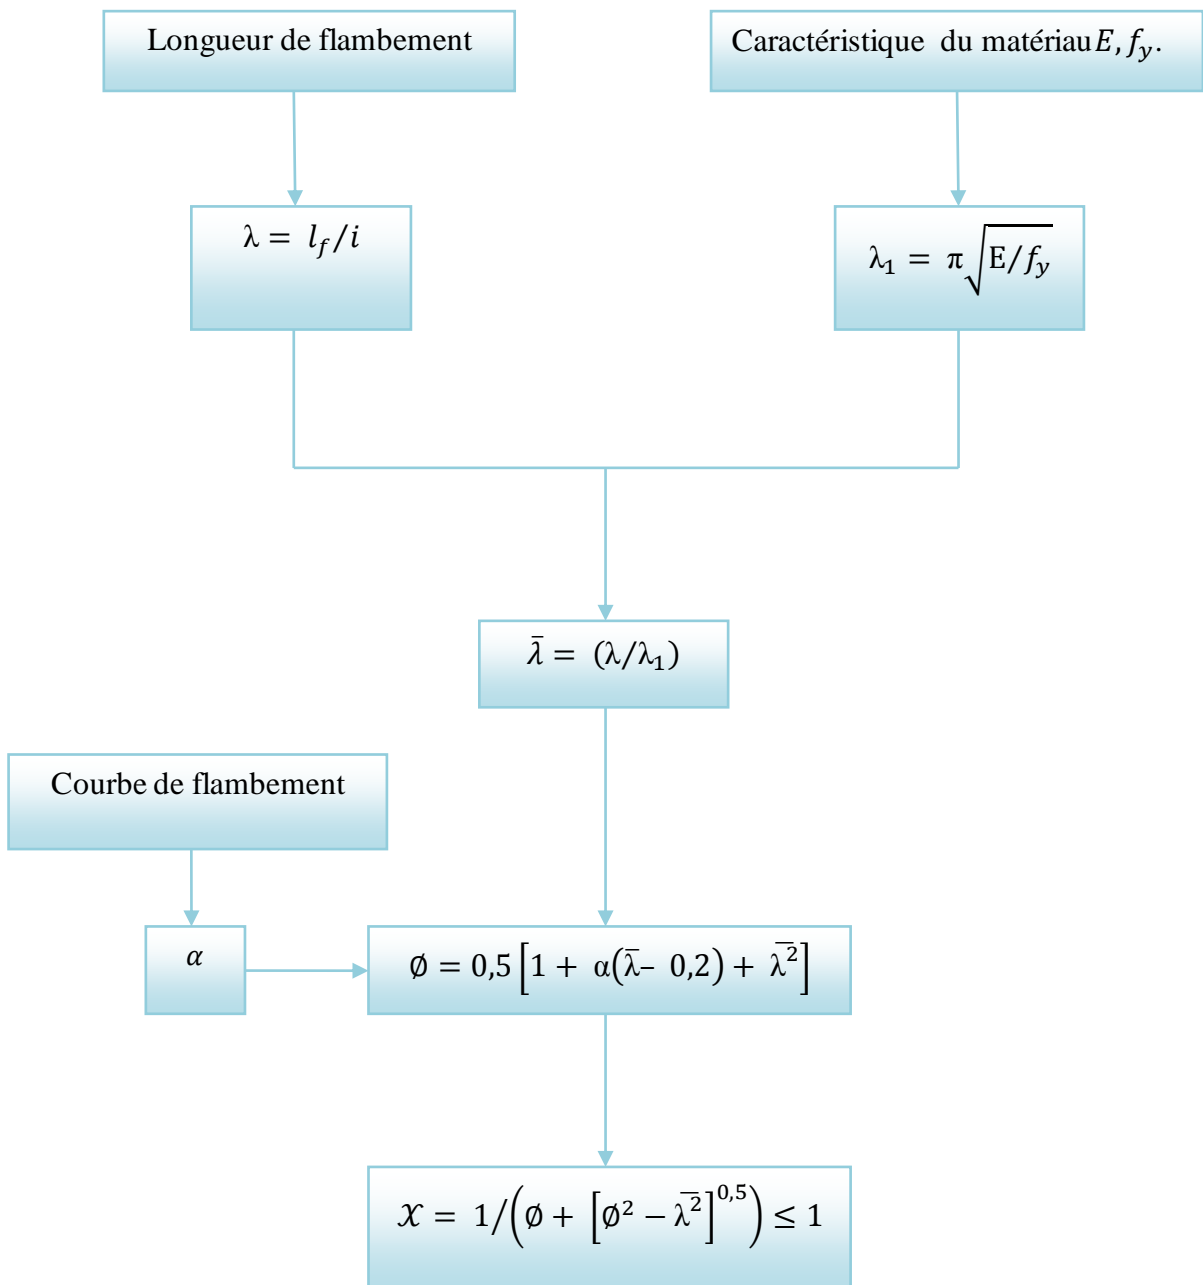 Longueur de flambement
Caractéristique du matériau E, f_y.
λ = l_f/i
λ₁ = π√(E/f_y)
λ̄ = (λ/λ₁)
Courbe de flambement
α
∅ = 0,5 [1 + α(λ̄ – 0,2) + λ̄²]
𝒳 = 1/(∅ + [∅² − λ̄²]^0,5) ≤ 1